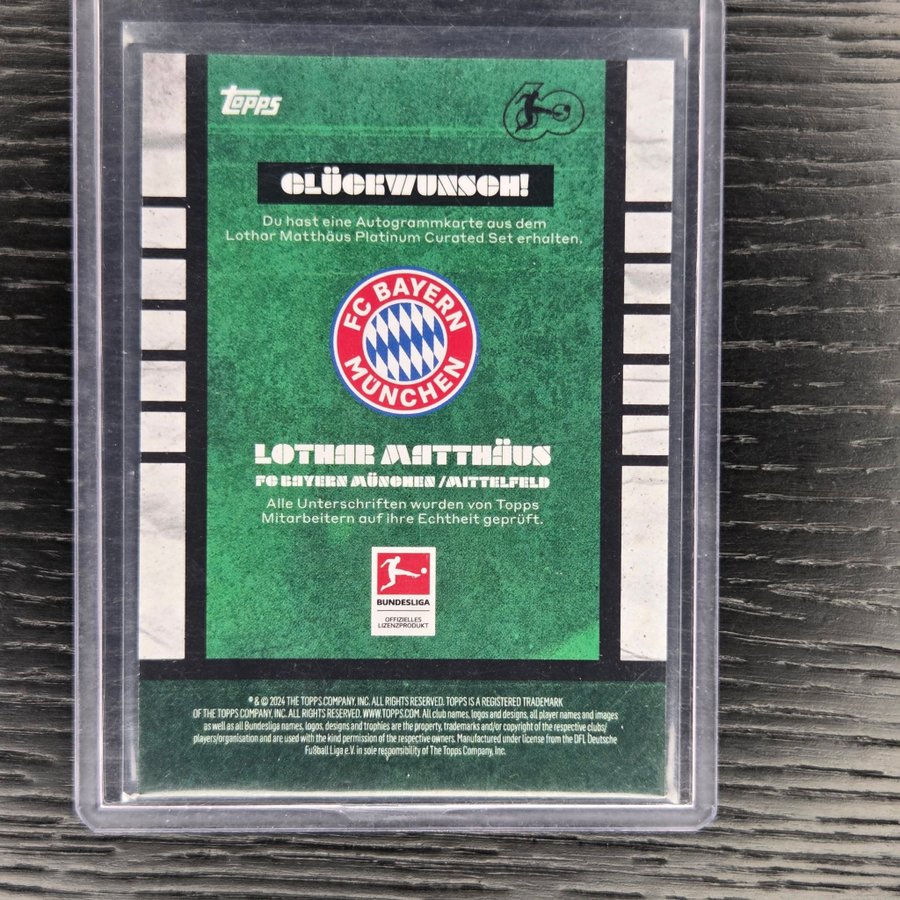 topps
60
GLÜCKWUNSCH!
Du hast eine Autogrammkarte aus dem
Lothar Matthäus Platinum Curated Set erhalten.
FC BAYERN
MÜNCHEN
LOTHAR MATTHÄUS
FC BAYERN MÜNCHEN /MITTELFELD
Alle Unterschriften wurden von Topps
Mitarbeitern auf ihre Echtheit geprüft.
BUNDESLIGA
OFFIZIELLES
LIZENZPRODUKT
® & © 2024 THE TOPPS COMPANY, INC. ALL RIGHTS RESERVED. TOPPS IS A REGISTERED TRADEMARK
OF THE TOPPS COMPANY, INC. ALL RIGHTS RESERVED. WWW.TOPPS.COM. All club names, logos and designs, all player names and images
as well as all Bundesliga names, logos, designs and trophies are the property, trademarks and/or copyright of the respective clubs/
players/organisation and are used with the kind permission of the respective owners. Manufactured under license from the DFL Deutsche
Fußball Liga e.V. in sole responsibility of The Topps Company, Inc.